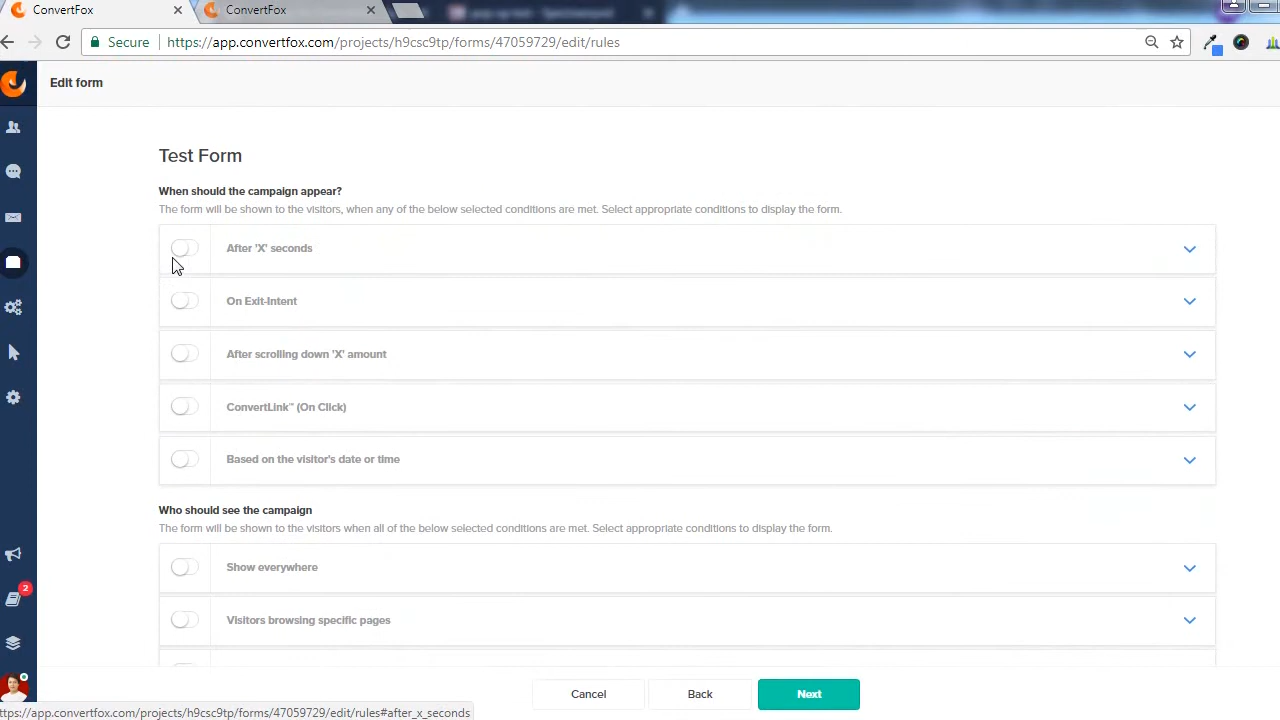 ConvertFox
ConvertFox
Secure
https://app.convertfox.com/projects/h9csc9tp/forms/47059729/edit/rules
Edit form
Test Form
When should the campaign appear?
The form will be shown to the visitors, when any of the below selected conditions are met. Select appropriate conditions to display the form.
After 'X' seconds
On Exit-Intent
After scrolling down 'X' amount
ConvertLink™ (On Click)
Based on the visitor's date or time
Who should see the campaign
The form will be shown to the visitors when all of the below selected conditions are met. Select appropriate conditions to display the form.
Show everywhere
Visitors browsing specific pages
2
Cancel
Back
Next
ttps://app.convertfox.com/projects/h9csc9tp/forms/47059729/edit/rules#after_x_seconds